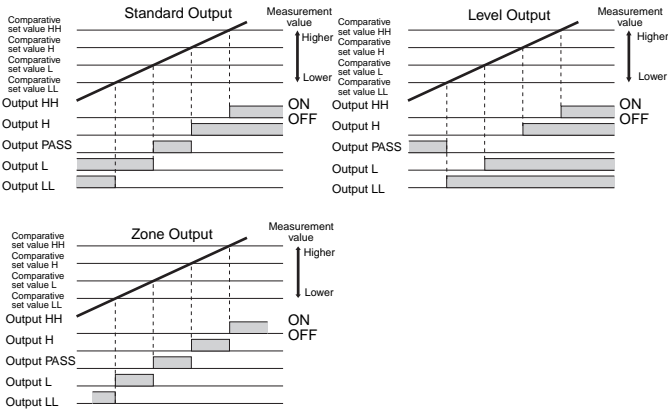 Standard Output
Measurement
value
Comparative
set value HH
Comparative
set value H
Comparative
set value L
Comparative
set value LL
Higher
Lower
Output HH
ON
OFF
Output H
Output PASS
Output L
Output LL
Level Output
Measurement
value
Comparative
set value HH
Comparative
set value H
Comparative
set value L
Comparative
set value LL
Higher
Lower
Output HH
ON
OFF
Output H
Output PASS
Output L
Output LL
Zone Output
Measurement
value
Comparative
set value HH
Comparative
set value H
Comparative
set value L
Comparative
set value LL
Higher
Lower
Output HH
ON
OFF
Output H
Output PASS
Output L
Output LL